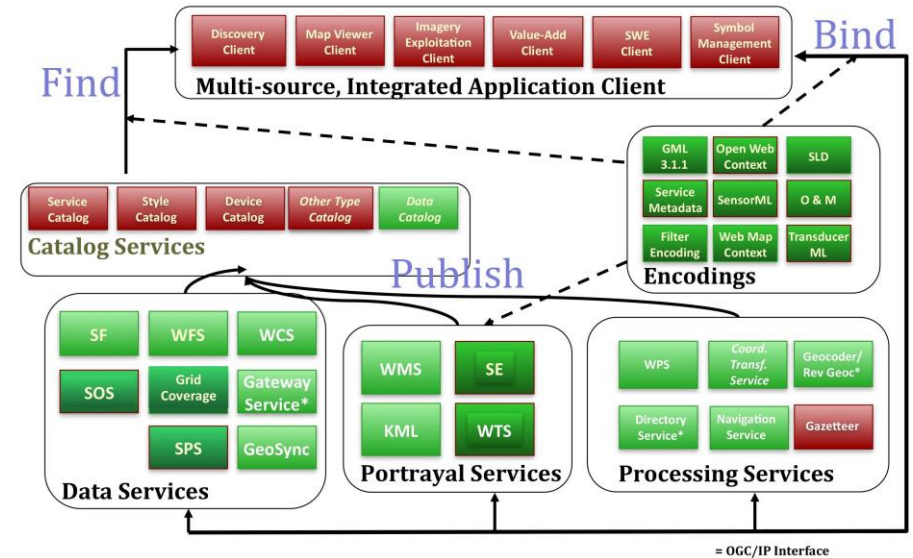 Discovery
Client
Map Viewer
Client
Imagery
Exploitation
Client
Value-Add
Client
SWE
Client
Symbol
Management
Client
Multi-source, Integrated Application Client
Bind
Find
GML
3.1.1
Open Web
Context
SLD
Service
Metadata
SensorML
O & M
Filter
Encoding
Web Map
Context
Transducer
ML
Encodings
Service
Catalog
Style
Catalog
Device
Catalog
Other Type
Catalog
Data
Catalog
Catalog Services
Publish
SF
WFS
WCS
SOS
Grid
Coverage
Gateway
Service*
SPS
GeoSync
Data Services
WMS
SE
KML
WTS
Portrayal Services
WPS
Coord.
Transf.
Service
Geocoder/
Rev Geoc*
Directory
Service*
Navigation
Service
Gazetteer
Processing Services
= OGC/IP Interface